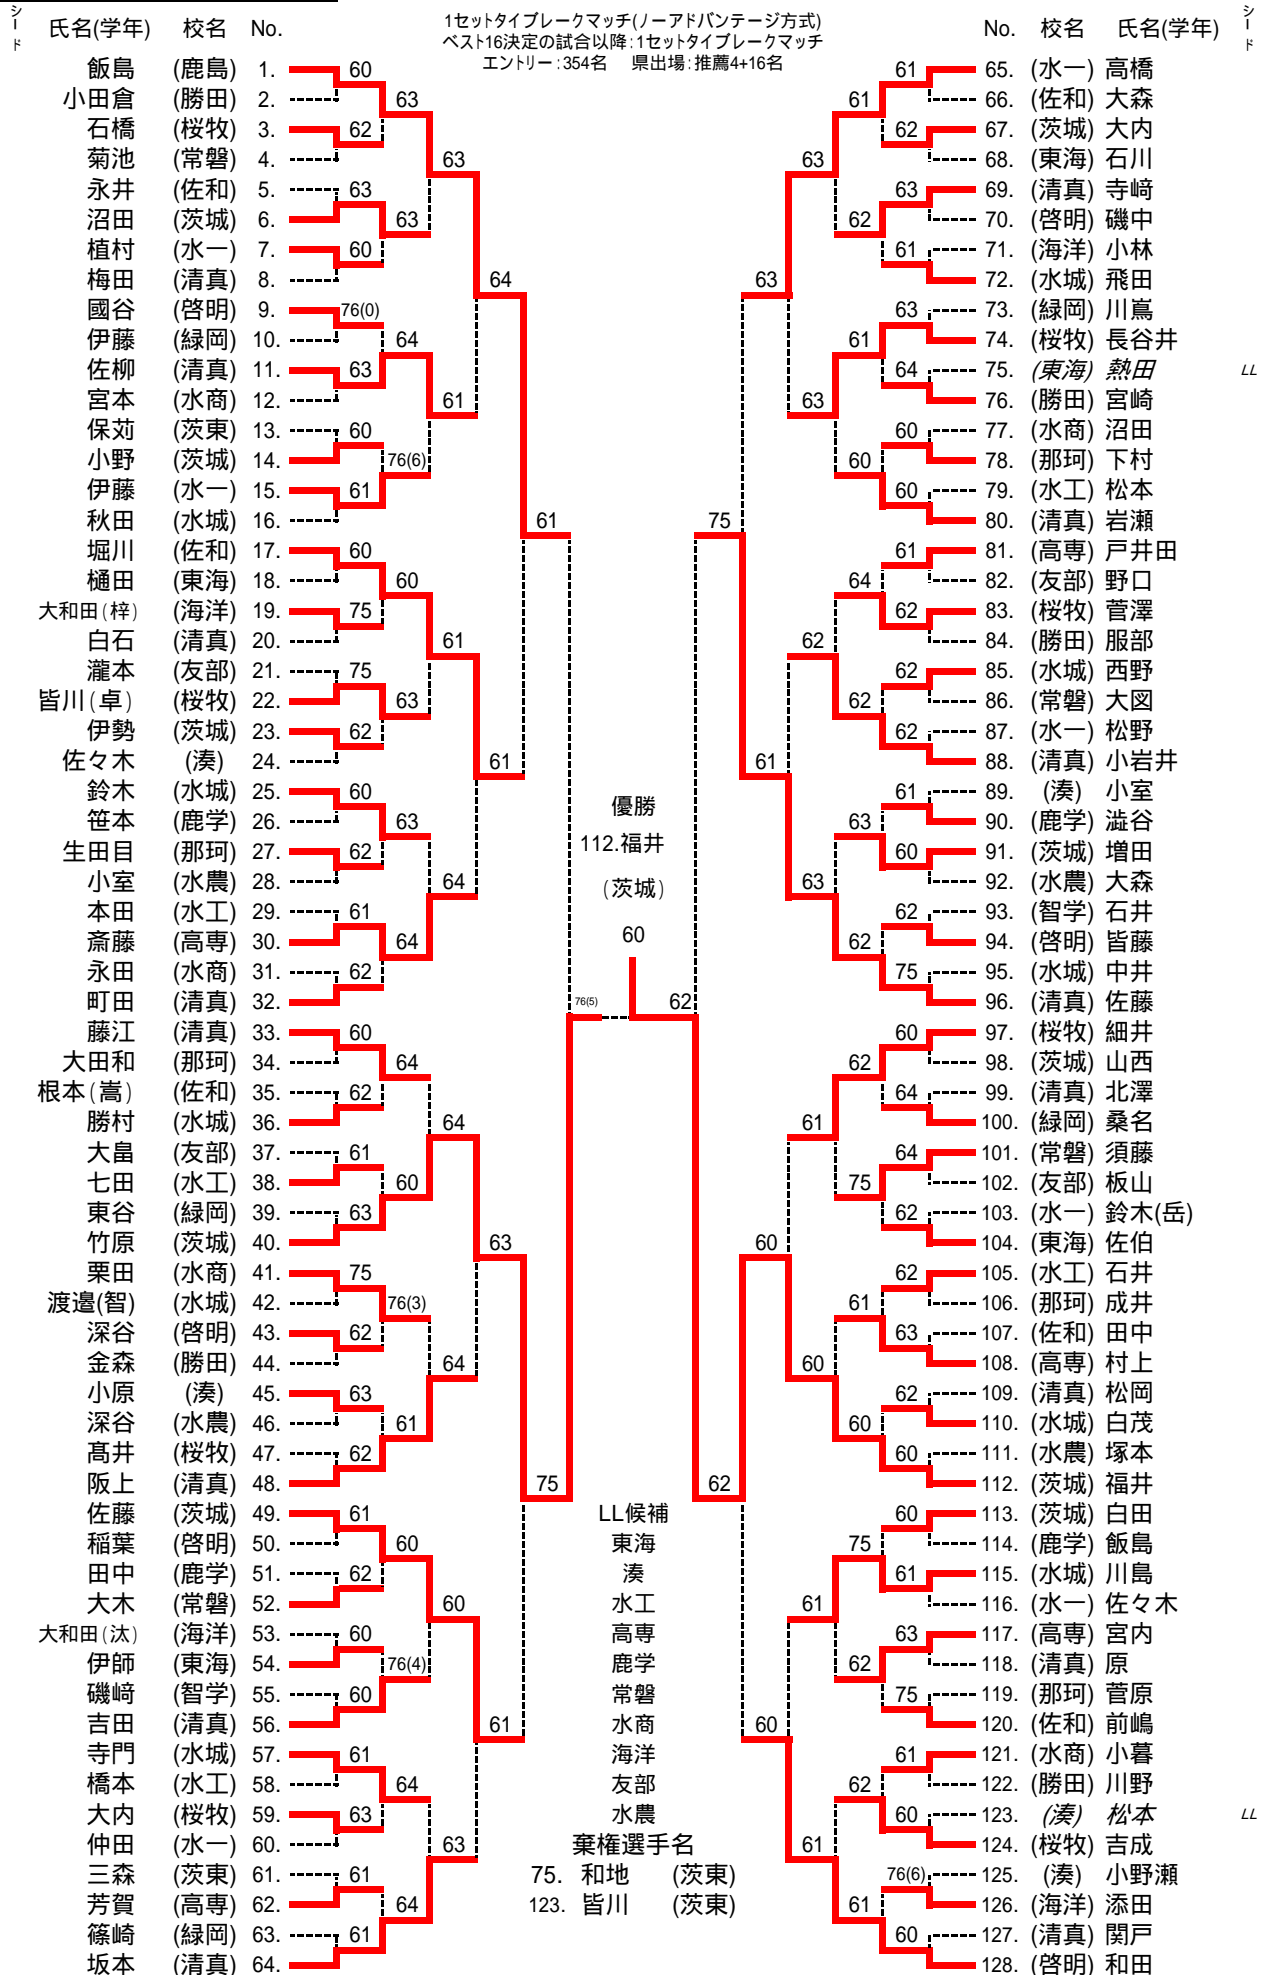 1セットタイブレークマッチ(ノーアドバンテージ方式)
ベスト16決定の試合以降:1セットタイブレークマッチ
エントリー:354名 県出場:推薦4+16名
シード 氏名(学年) 校名 No.
飯島 (鹿島) 1.
小田倉 (勝田) 2.
石橋 (桜牧) 3.
菊池 (常磐) 4.
永井 (佐和) 5.
沼田 (茨城) 6.
植村 (水一) 7.
梅田 (清真) 8.
國谷 (啓明) 9.
伊藤 (緑岡) 10.
佐柳 (清真) 11.
宮本 (水商) 12.
保苅 (茨東) 13.
小野 (茨城) 14.
伊藤 (水一) 15.
秋田 (水城) 16.
堀川 (佐和) 17.
樋田 (東海) 18.
大和田(梓) (海洋) 19.
白石 (清真) 20.
瀧本 (友部) 21.
皆川(卓) (桜牧) 22.
伊勢 (茨城) 23.
佐々木 (湊) 24.
鈴木 (水城) 25.
笹本 (鹿学) 26.
生田目 (那珂) 27.
小室 (水農) 28.
本田 (水工) 29.
斎藤 (高専) 30.
永田 (水商) 31.
町田 (清真) 32.
藤江 (清真) 33.
大田和 (那珂) 34.
根本(嵩) (佐和) 35.
勝村 (水城) 36.
大畠 (友部) 37.
七田 (水工) 38.
東谷 (緑岡) 39.
竹原 (茨城) 40.
栗田 (水商) 41.
渡邉(智) (水城) 42.
深谷 (啓明) 43.
金森 (勝田) 44.
小原 (湊) 45.
深谷 (水農) 46.
髙井 (桜牧) 47.
阪上 (清真) 48.
佐藤 (茨城) 49.
稲葉 (啓明) 50.
田中 (鹿学) 51.
大木 (常磐) 52.
大和田(汰) (海洋) 53.
伊師 (東海) 54.
磯﨑 (智学) 55.
吉田 (清真) 56.
寺門 (水城) 57.
橋本 (水工) 58.
大内 (桜牧) 59.
仲田 (水一) 60.
三森 (茨東) 61.
芳賀 (高専) 62.
篠崎 (緑岡) 63.
坂本 (清真) 64.
60
62
63
60
76(0)
63
60
61
60
75
75
62
60
62
61
62
60
62
61
63
75
62
63
62
61
62
60
60
61
63
61
61
63
63
64
76(6)
60
63
63
64
64
60
76(3)
61
60
76(4)
64
64
63
61
61
64
64
64
60
63
64
61
63
61
61
75
76(5)
優勝
112.福井
(茨城)
60
62
75
62
63
61
60
60
63
63
62
63
61
60
61
61
61
62
61
60
64
62
63
62
62
75
61
60
75
62
62
61
61
62
63
61
63
64
60
60
61
62
62
62
61
60
62
75
60
64
64
62
62
63
62
60
60
61
63
75
61
60
76(6)
60
No. 校名 氏名(学年) シード
65. (水一) 高橋
66. (佐和) 大森
67. (茨城) 大内
68. (東海) 石川
69. (清真) 寺﨑
70. (啓明) 磯中
71. (海洋) 小林
72. (水城) 飛田
73. (緑岡) 川嶌
74. (桜牧) 長谷井
75. (東海) 熱田 LL
76. (勝田) 宮崎
77. (水商) 沼田
78. (那珂) 下村
79. (水工) 松本
80. (清真) 岩瀬
81. (高専) 戸井田
82. (友部) 野口
83. (桜牧) 菅澤
84. (勝田) 服部
85. (水城) 西野
86. (常磐) 大図
87. (水一) 松野
88. (清真) 小岩井
89. (湊) 小室
90. (鹿学) 澁谷
91. (茨城) 増田
92. (水農) 大森
93. (智学) 石井
94. (啓明) 皆藤
95. (水城) 中井
96. (清真) 佐藤
97. (桜牧) 細井
98. (茨城) 山西
99. (清真) 北澤
100. (緑岡) 桑名
101. (常磐) 須藤
102. (友部) 板山
103. (水一) 鈴木(岳)
104. (東海) 佐伯
105. (水工) 石井
106. (那珂) 成井
107. (佐和) 田中
108. (高専) 村上
109. (清真) 松岡
110. (水城) 白茂
111. (水農) 塚本
112. (茨城) 福井
113. (茨城) 白田
114. (鹿学) 飯島
115. (水城) 川島
116. (水一) 佐々木
117. (高専) 宮内
118. (清真) 原
119. (那珂) 菅原
120. (佐和) 前嶋
121. (水商) 小暮
122. (勝田) 川野
123. (湊) 松本 LL
124. (桜牧) 吉成
125. (湊) 小野瀬
126. (海洋) 添田
127. (清真) 関戸
128. (啓明) 和田
LL候補
東海
湊
水工
高専
鹿学
常磐
水商
海洋
友部
水農
棄権選手名
75. 和地 (茨東)
123. 皆川 (茨東)